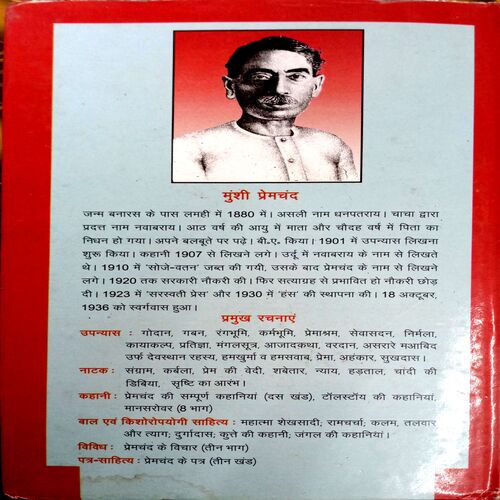 मुंशी प्रेमचंद
जन्म बनारस के पास लमही में 1880 में। असली नाम धनपतराय। चाचा द्वारा
प्रदत्त नाम नवाबराय। आठ वर्ष की आयु में माता और चौदह वर्ष में पिता का
निधन हो गया। अपने बलबूते पर पढ़े। बी.ए. किया। 1901 में उपन्यास लिखना
शुरू किया। कहानी 1907 से लिखने लगे। उर्दू में नवाबराय के नाम से लिखते
थे। 1910 में 'सोजे-वतन' जब्त की गयी, उसके बाद प्रेमचंद के नाम से लिखने
लगे। 1920 तक सरकारी नौकरी की। फिर सत्याग्रह से प्रभावित हो नौकरी छोड़
दी। 1923 में 'सरस्वती प्रेस' और 1930 में 'हंस' की स्थापना की। 18 अक्टूबर,
1936 को स्वर्गवास हुआ।
प्रमुख रचनाएं
उपन्यास : गोदान, गबन, रंगभूमि, कर्मभूमि, प्रेमाश्रम, सेवासदन, निर्मला,
कायाकल्प, प्रतिज्ञा, मंगलसूत्र, आजादकथा, वरदान, असरारे मआबिद
उर्फ देवस्थान रहस्य, हमखुर्मा व हमसवाब, प्रेमा, अहंकार, सुखदास।
नाटक : संग्राम, कर्बला, प्रेम की वेदी, शबेतार, न्याय, हड़ताल, चांदी की
डिबिया, सृष्टि का आरंभ।
कहानी : प्रेमचंद की सम्पूर्ण कहानियां (दस खंड), टॉलस्टॉय की कहानियां,
मानसरोवर (8 भाग)
बाल एवं किशोरोपयोगी साहित्य : महात्मा शेखसादी; रामचर्चा; कलम, तलवार
और त्याग; दुर्गादास; कुत्ते की कहानी; जंगल की कहानियां।
विविध : प्रेमचंद के विचार (तीन भाग)
पत्र-साहित्य : प्रेमचंद के पत्र (तीन खंड)